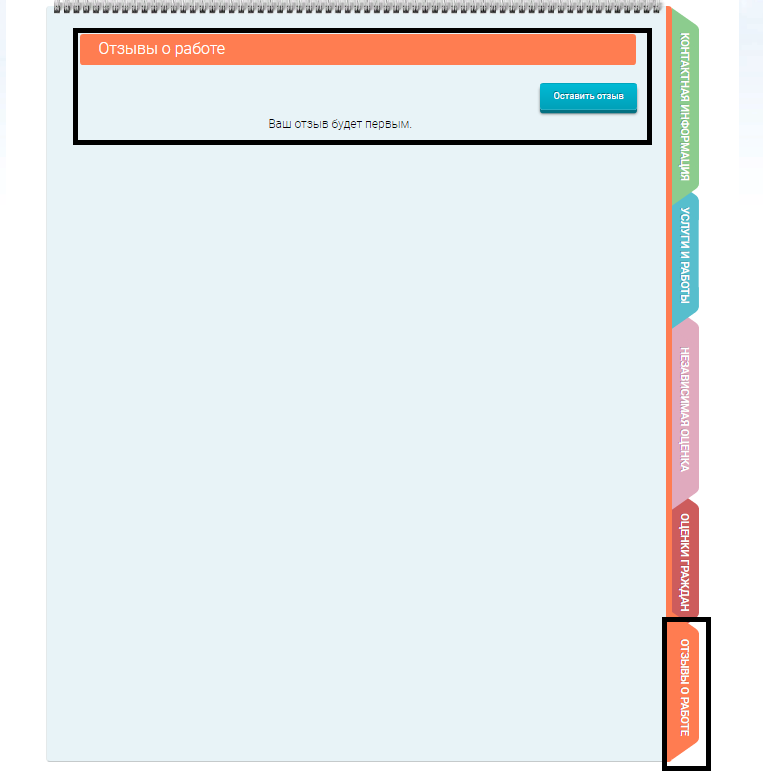 Отзывы о работе
Оставить отзыв
Ваш отзыв будет первым.
КОНТАКТНАЯ ИНФОРМАЦИЯ
УСЛУГИ И РАБОТЫ
НЕЗАВИСИМАЯ ОЦЕНКА
ОЦЕНКИ ГРАЖДАН
ОТЗЫВЫ О РАБОТЕ